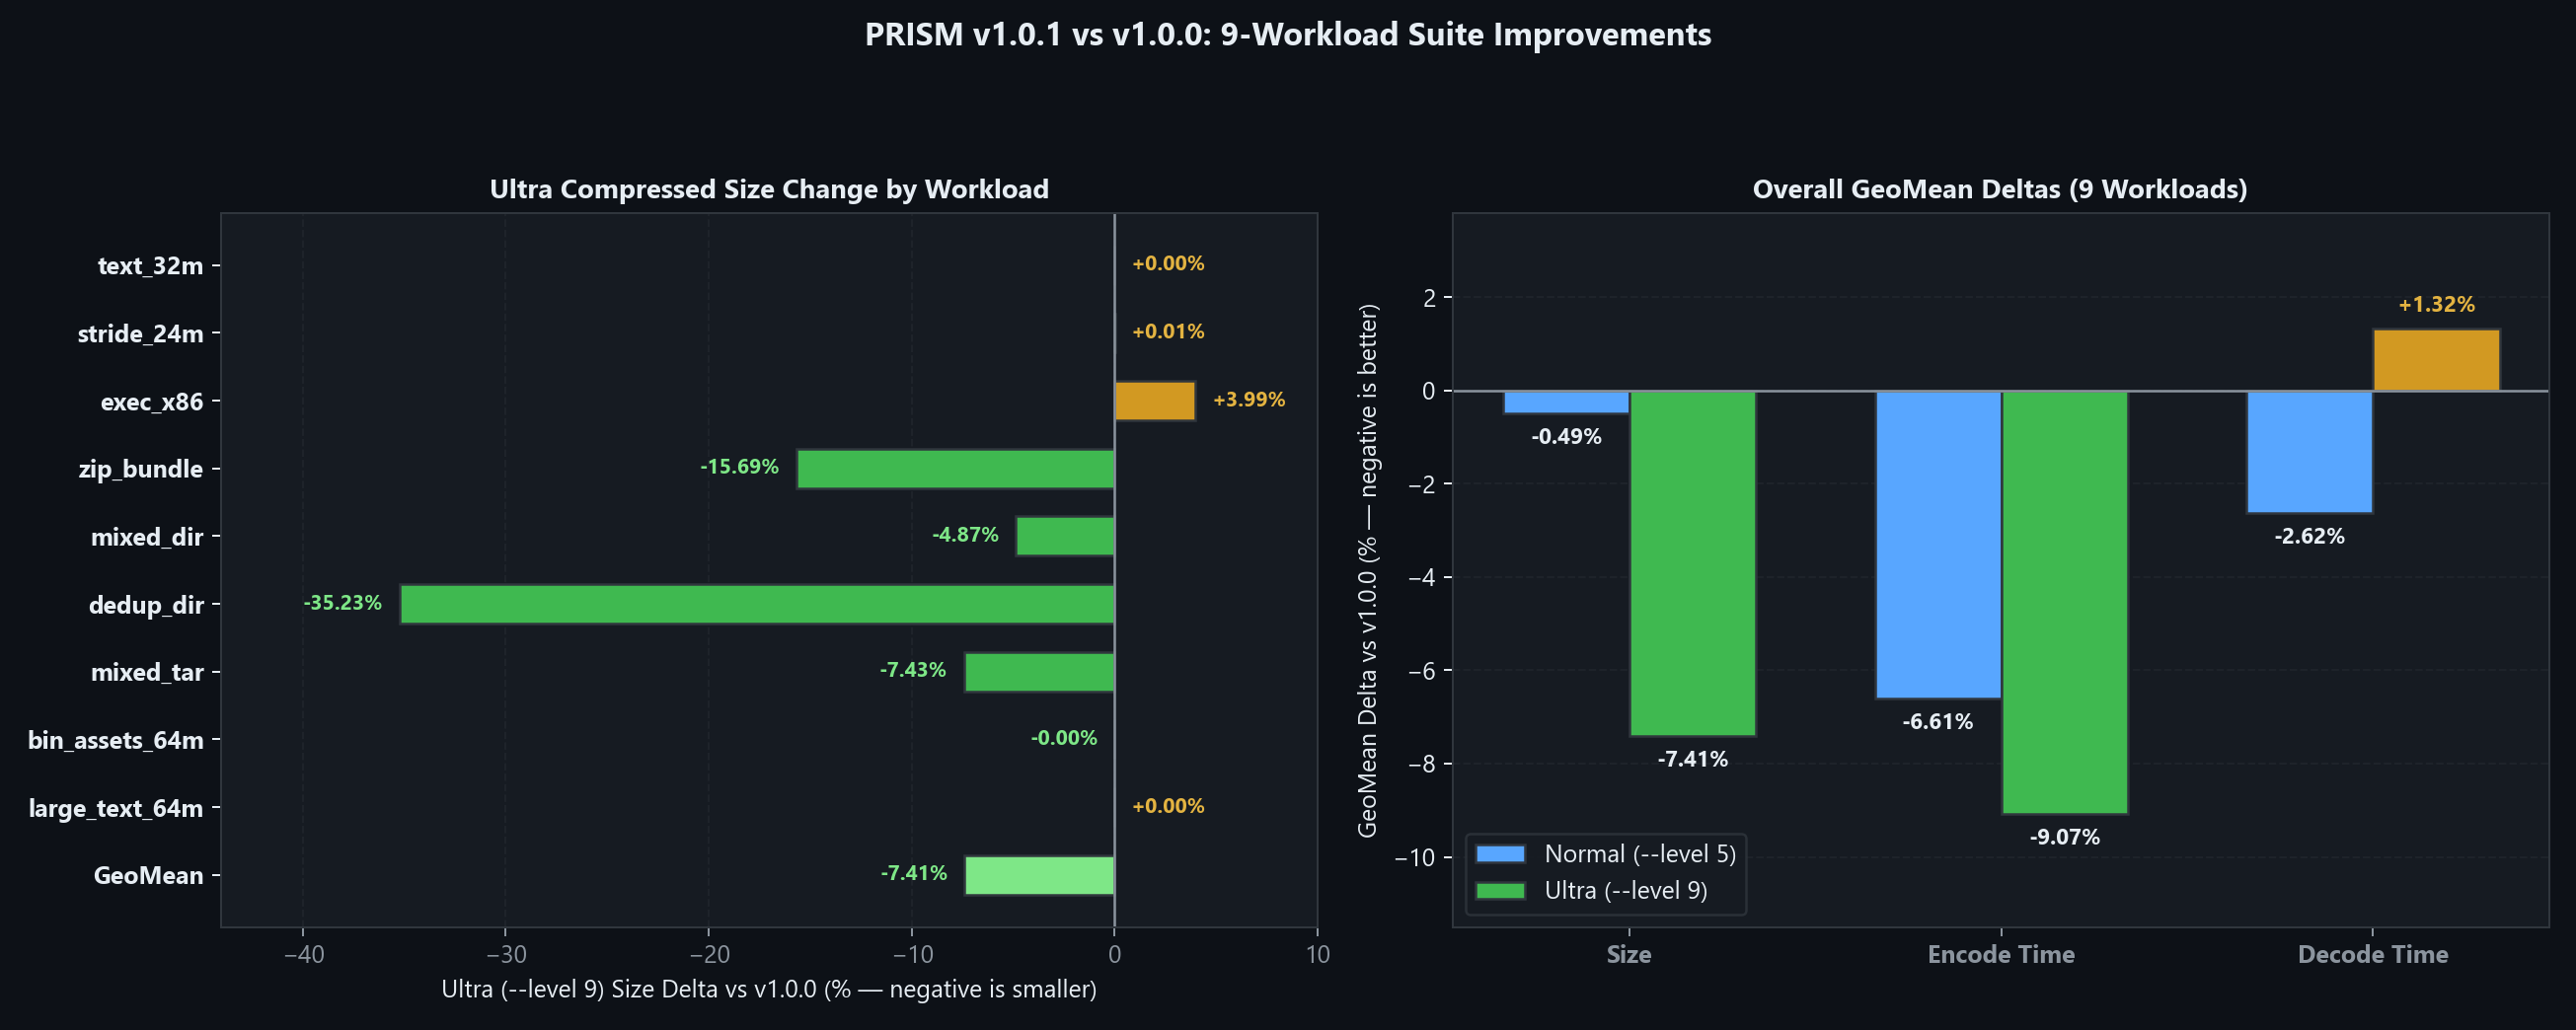 PRISM v1.0.1 vs v1.0.0: 9-Workload Suite Improvements
Ultra Compressed Size Change by Workload
text_32m
+0.00%
stride_24m
+0.01%
exec_x86
+3.99%
zip_bundle
-15.69%
mixed_dir
-4.87%
dedup_dir
-35.23%
mixed_tar
-7.43%
bin_assets_64m
-0.00%
large_text_64m
+0.00%
GeoMean
-7.41%
−40
−30
−20
−10
0
10
Ultra (--level 9) Size Delta vs v1.0.0 (% — negative is smaller)
Overall GeoMean Deltas (9 Workloads)
GeoMean Delta vs v1.0.0 (% — negative is better)
2
0
−2
−4
−6
−8
−10
-0.49%
-7.41%
-6.61%
-9.07%
-2.62%
+1.32%
Normal (--level 5)
Ultra (--level 9)
Size
Encode Time
Decode Time